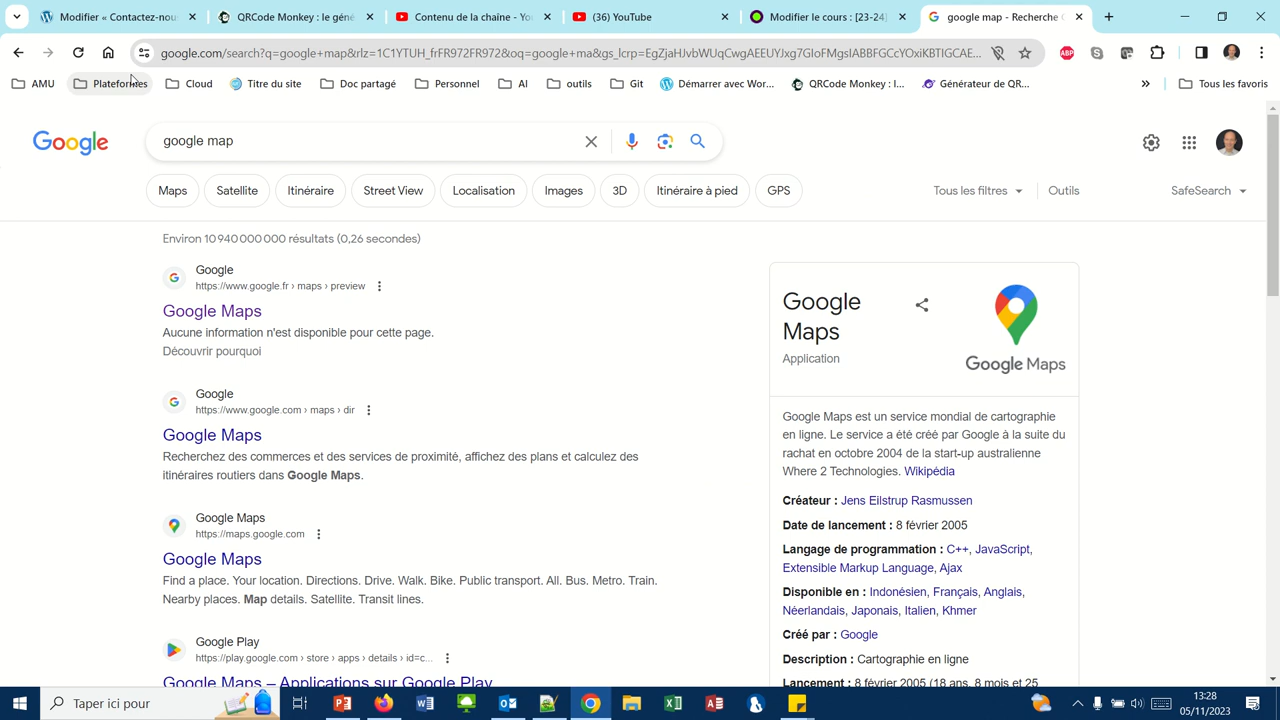 Modifier « Contactez-nou
QRCode Monkey : le géné
Contenu de la chaîne - Yo
(36) YouTube
Modifier le cours : [23-24]
google map - Recherche G
google.com/search?q=google+map&rlz=1C1YTUH_frFR972FR972&oq=google+ma&gs_lcrp=EgZjaHJvbWUqCwgAEEUYJxg7GIoFMgsIABBFGCcYOxiKBTIGCAE...
AMU
Plateformes
Cloud
Titre du site
Doc partagé
Personnel
AI
outils
Git
Démarrer avec Wor...
QRCode Monkey : l...
Générateur de QR...
»
Tous les favoris
Google
google map
Maps
Satellite
Itinéraire
Street View
Localisation
Images
3D
Itinéraire à pied
GPS
Tous les filtres
Outils
SafeSearch
Environ 10 940 000 000 résultats (0,26 secondes)
Google
https://www.google.fr › maps › preview
Google Maps
Aucune information n'est disponible pour cette page.
Découvrir pourquoi
Google
https://www.google.com › maps › dir
Google Maps
Recherchez des commerces et des services de proximité, affichez des plans et calculez des
itinéraires routiers dans Google Maps.
Google Maps
https://maps.google.com
Google Maps
Find a place. Your location. Directions. Drive. Walk. Bike. Public transport. All. Bus. Metro. Train.
Nearby places. Map details. Satellite. Transit lines.
Google Play
https://play.google.com › store › apps › details › id=c...
Google Maps – Applications sur Google Play
Google
Maps
Application
Google Maps
Google Maps est un service mondial de cartographie
en ligne. Le service a été créé par Google à la suite du
rachat en octobre 2004 de la start-up australienne
Where 2 Technologies. Wikipédia
Créateur : Jens Eilstrup Rasmussen
Date de lancement : 8 février 2005
Langage de programmation : C++, JavaScript,
Extensible Markup Language, Ajax
Disponible en : Indonésien, Français, Anglais,
Néerlandais, Japonais, Italien, Khmer
Créé par : Google
Description : Cartographie en ligne
Lancement : 8 février 2005 (18 ans, 8 mois et 25
Taper ici pour
13:28
05/11/2023